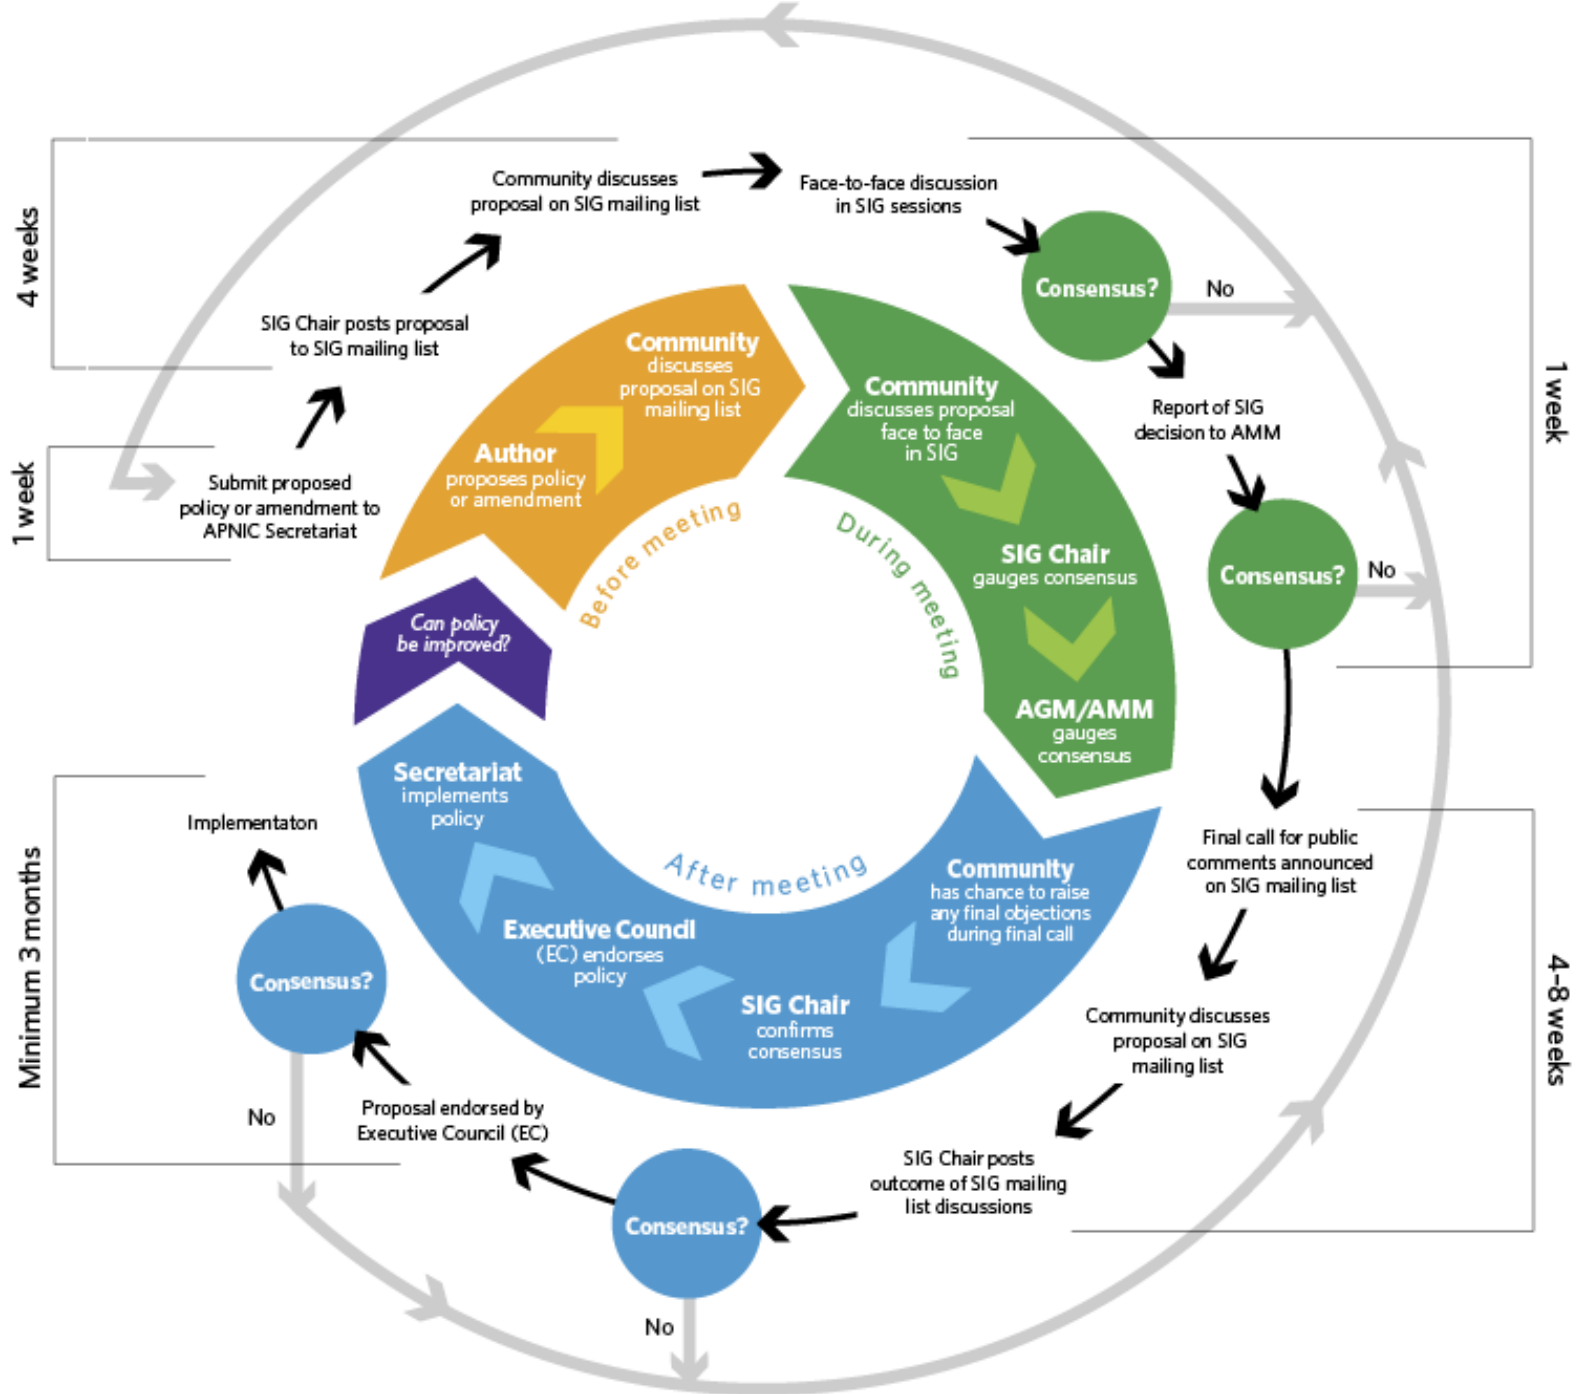 4 weeks
1 week
Submit proposed
policy or amendment to
APNIC Secretariat
SIG Chair posts proposal
to SIG mailing list
Community discusses
proposal on SIG mailing list
Face-to-face discussion
in SIG sessions
Consensus?
No
Report of SIG
decision to AMM
Consensus?
No
1 week
Final call for public
comments announced
on SIG mailing list
Community discusses
proposal on SIG
mailing list
SIG Chair posts
outcome of SIG mailing
list discussions
4–8 weeks
Consensus?
No
Proposal endorsed by
Executive Council (EC)
Consensus?
No
Implementaton
Minimum 3 months
Author
proposes policy
or amendment
Community
discusses
proposal on SIG
mailing list
Before meeting
Community
discusses proposal
face to face
in SIG
SIG Chair
gauges consensus
AGM/AMM
gauges
consensus
During meeting
Community
has chance to raise
any final objections
during final call
SIG Chair
confirms
consensus
Executive Council
(EC) endorses
policy
Secretariat
implements
policy
After meeting
Can policy
be improved?